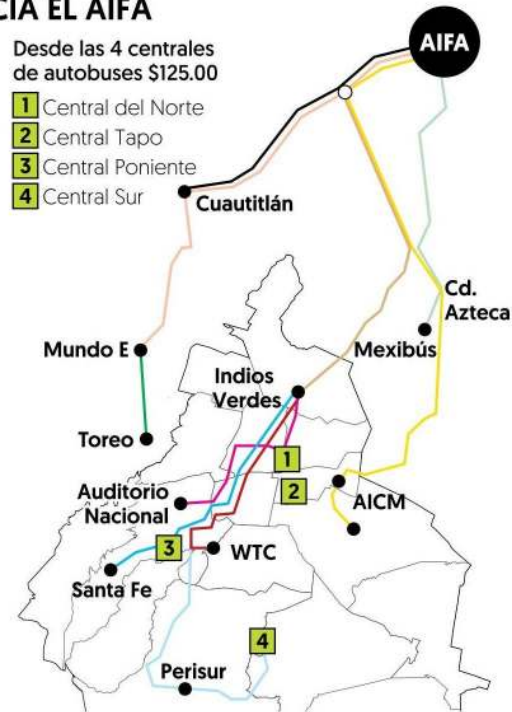 CIA EL AIFA
Desde las 4 centrales
de autobuses $125.00
1 Central del Norte
2 Central Tapo
3 Central Poniente
4 Central Sur
AIFA
Cuautitlán
Cd.
Azteca
Mundo E
Mexibús
Indios
Verdes
Toreo
1
2
Auditorio
Nacional
AICM
3
WTC
Santa Fe
4
Perisur